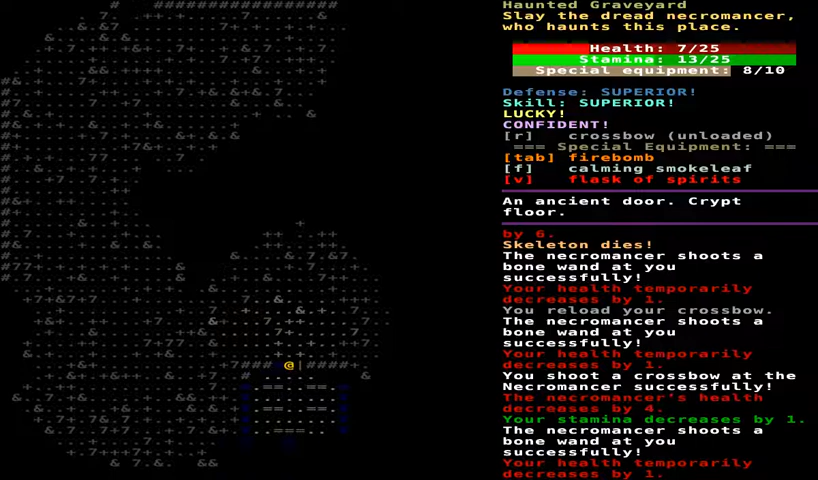 Haunted Graveyard
Slay the dread necromancer,
who haunts this place.
Health: 7/25
Stamina: 13/25
Special equipment: 8/10
Defense: SUPERIOR!
Skill: SUPERIOR!
LUCKY!
CONFIDENT!
[r] crossbow (unloaded)
=== Special Equipment: ===
[tab] firebomb
[f] calming smokeleaf
[v] flask of spirits
An ancient door. Crypt
floor.
by 6.
Skeleton dies!
The necromancer shoots a
bone wand at you
successfully!
Your health temporarily
decreases by 1.
You reload your crossbow.
The necromancer shoots a
bone wand at you
successfully!
Your health temporarily
decreases by 1.
You shoot a crossbow at the
Necromancer successfully!
The necromancer's health
decreases by 4.
Your stamina decreases by 1.
The necromancer shoots a
bone wand at you
successfully!
Your health temporarily
decreases by 1.